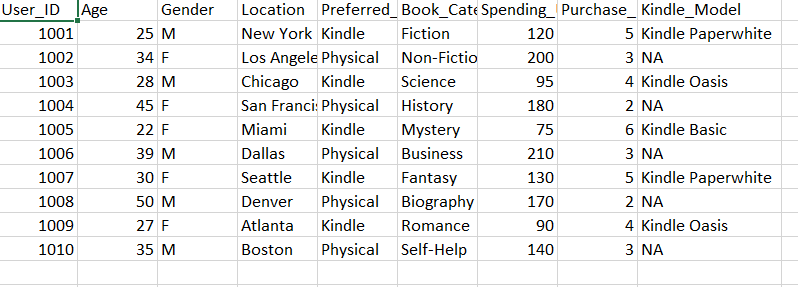 User_ID Age Gender Location Preferred_ Book_Cate Spending_ Purchase_ Kindle_Model
1001 25 M New York Kindle Fiction 120 5 Kindle Paperwhite
1002 34 F Los Angele Physical Non-Fictio 200 3 NA
1003 28 M Chicago Kindle Science 95 4 Kindle Oasis
1004 45 F San Francis Physical History 180 2 NA
1005 22 F Miami Kindle Mystery 75 6 Kindle Basic
1006 39 M Dallas Physical Business 210 3 NA
1007 30 F Seattle Kindle Fantasy 130 5 Kindle Paperwhite
1008 50 M Denver Physical Biography 170 2 NA
1009 27 F Atlanta Kindle Romance 90 4 Kindle Oasis
1010 35 M Boston Physical Self-Help 140 3 NA